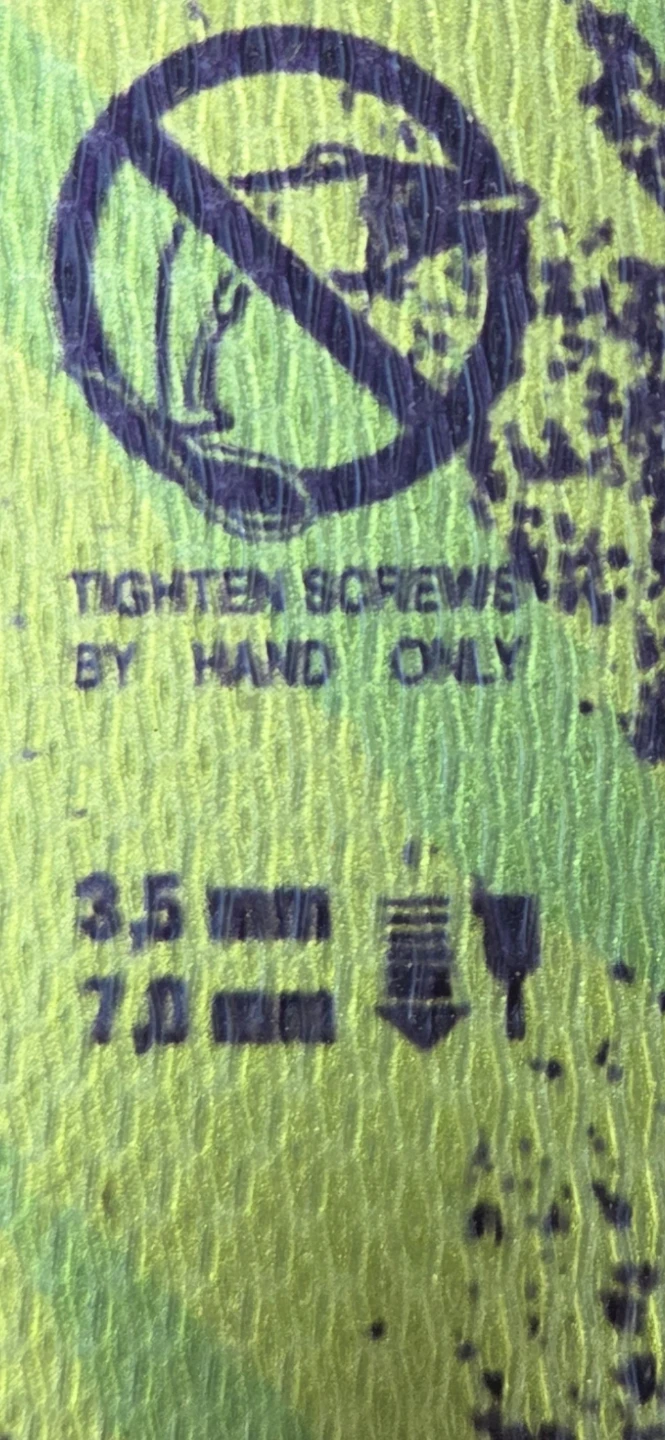 TIGHTEN SCREWS
BY HAND ONLY
3,5 mm
7,0 mm